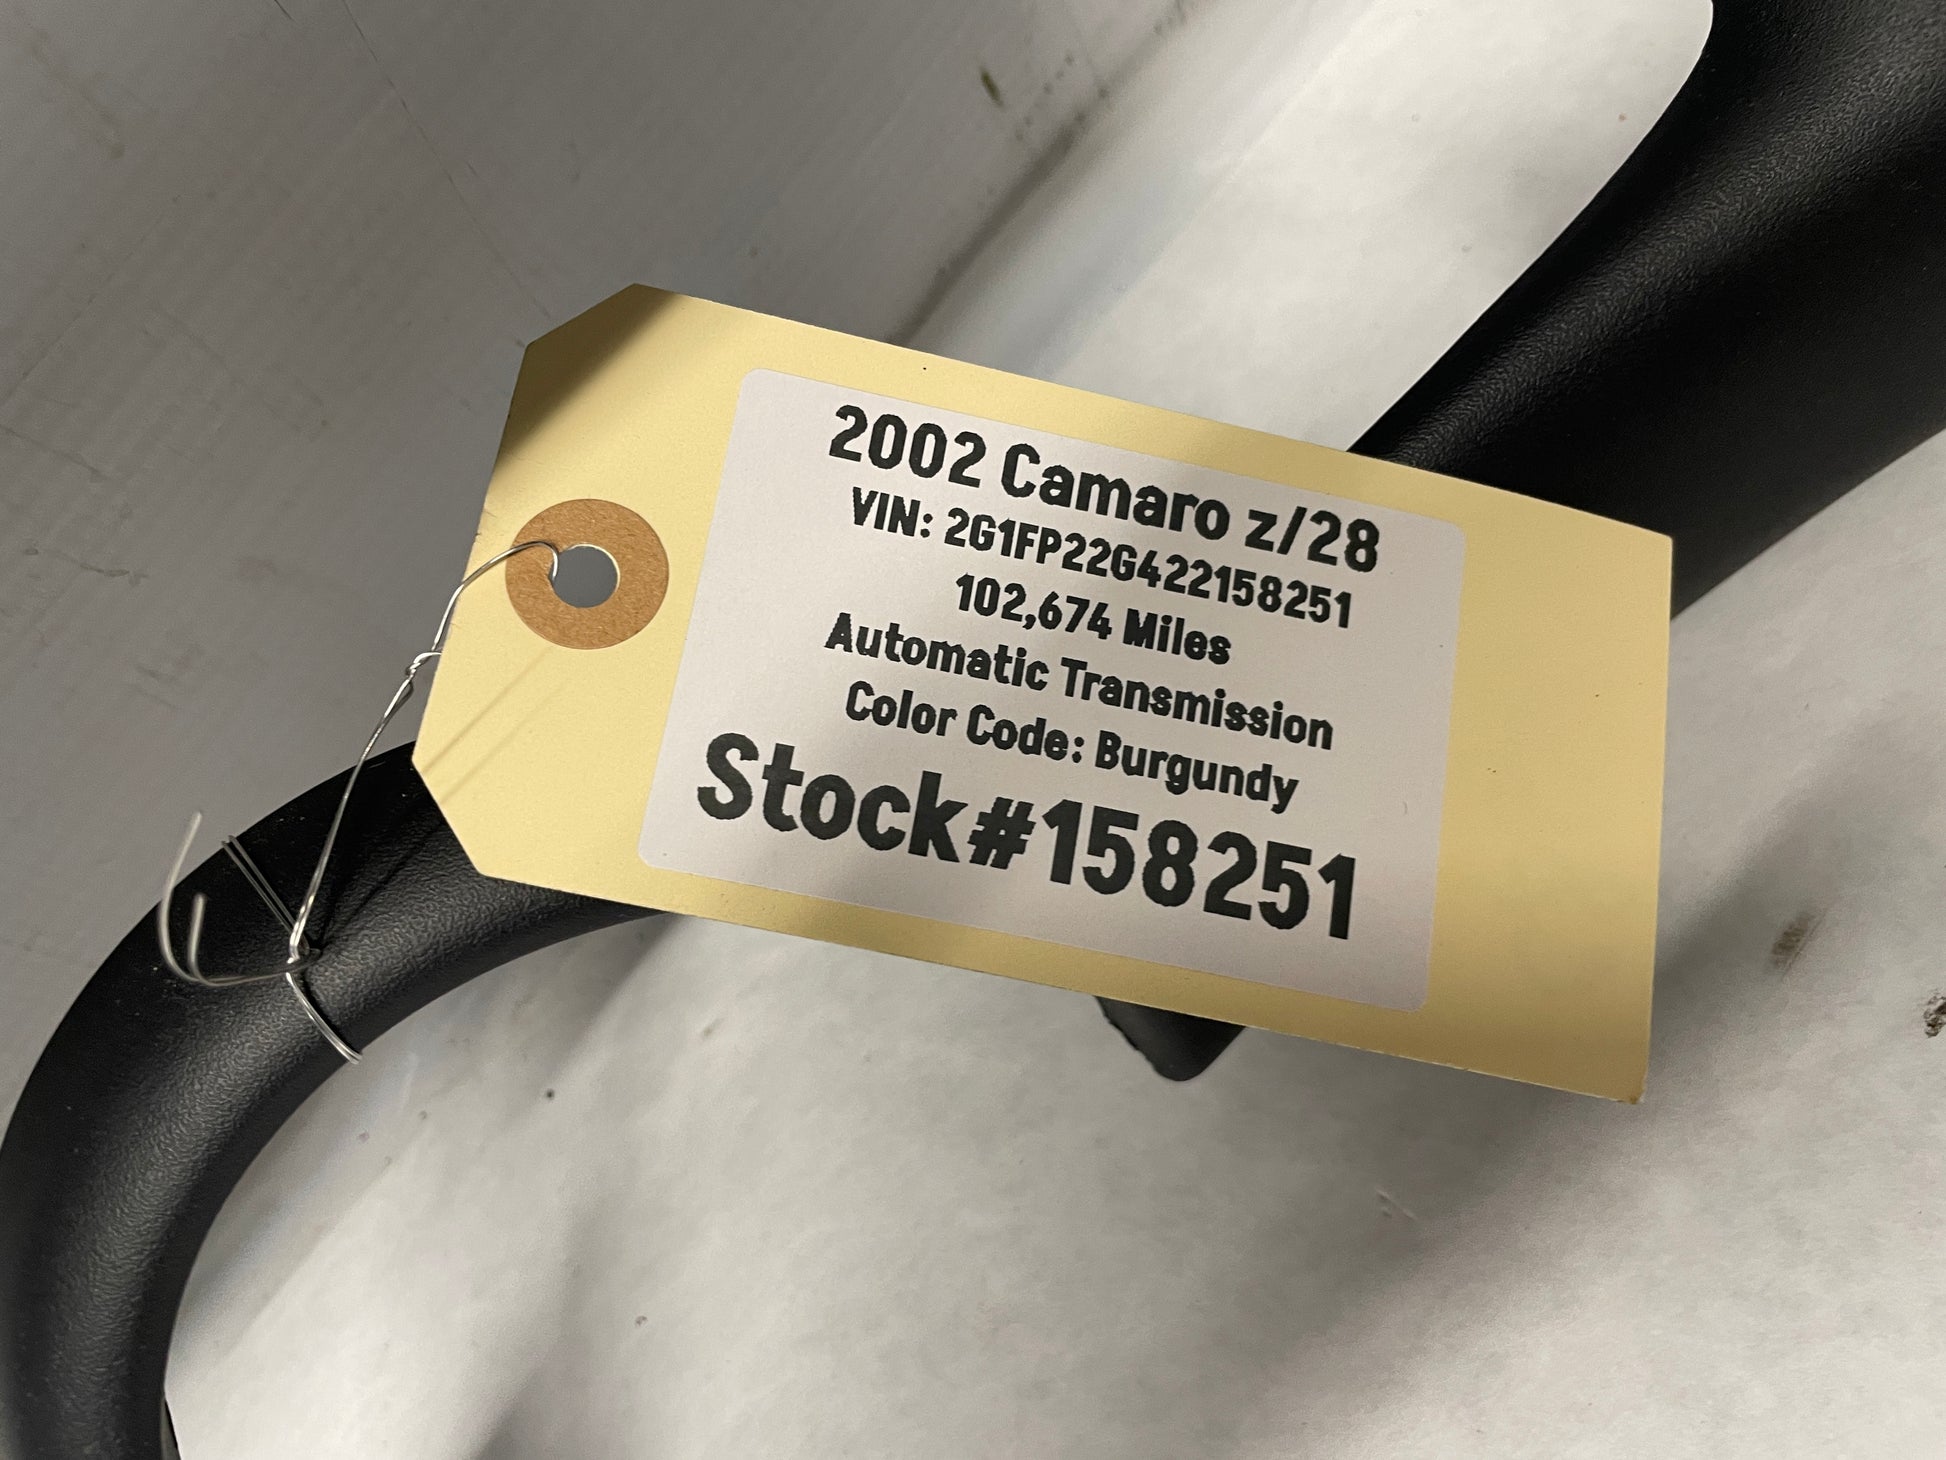 2002 Camaro z/28
VIN: 2G1FP22G422158251
102,674 Miles
Automatic Transmission
Color Code: Burgundy
Stock#158251